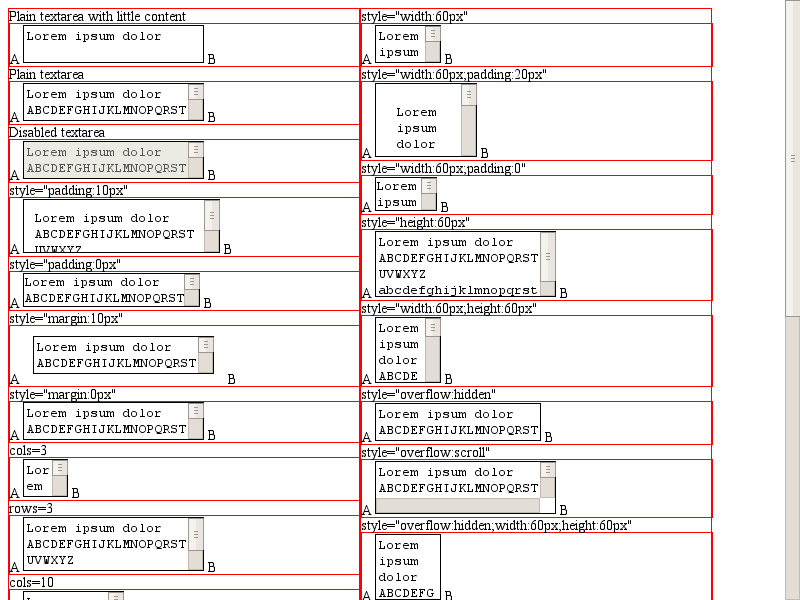 Plain textarea with little content
Lorem ipsum dolor
A B
Plain textarea
Lorem ipsum dolor
ABCDEFGHIJKLMNOPQRST
A B
Disabled textarea
Lorem ipsum dolor
ABCDEFGHIJKLMNOPQRST
A B
style="padding:10px"
Lorem ipsum dolor
ABCDEFGHIJKLMNOPQRST
UVWXYZ
A B
style="padding:0px"
Lorem ipsum dolor
ABCDEFGHIJKLMNOPQRST
A B
style="margin:10px"
Lorem ipsum dolor
ABCDEFGHIJKLMNOPQRST
A B
style="margin:0px"
Lorem ipsum dolor
ABCDEFGHIJKLMNOPQRST
A B
cols=3
Lor
em
A B
rows=3
Lorem ipsum dolor
ABCDEFGHIJKLMNOPQRST
UVWXYZ
A B
cols=10
style="width:60px"
Lorem
ipsum
A B
style="width:60px;padding:20px"
Lorem
ipsum
dolor
A B
style="width:60px;padding:0"
Lorem
ipsum
A B
style="height:60px"
Lorem ipsum dolor
ABCDEFGHIJKLMNOPQRST
UVWXYZ
abcdefghijklmnopqrst
A B
style="width:60px;height:60px"
Lorem
ipsum
dolor
ABCDE
A B
style="overflow:hidden"
Lorem ipsum dolor
ABCDEFGHIJKLMNOPQRST
A B
style="overflow:scroll"
Lorem ipsum dolor
ABCDEFGHIJKLMNOPQRST
A B
style="overflow:hidden;width:60px;height:60px"
Lorem
ipsum
dolor
ABCDEFG
A B